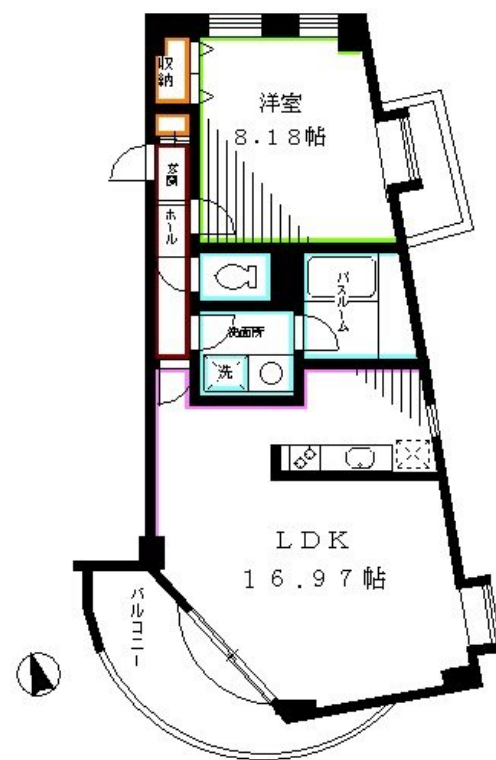 収納
洋室
8.18帖
玄関
ホール
バスルーム
洗面所
洗
LDK
16.97帖
バルコニー